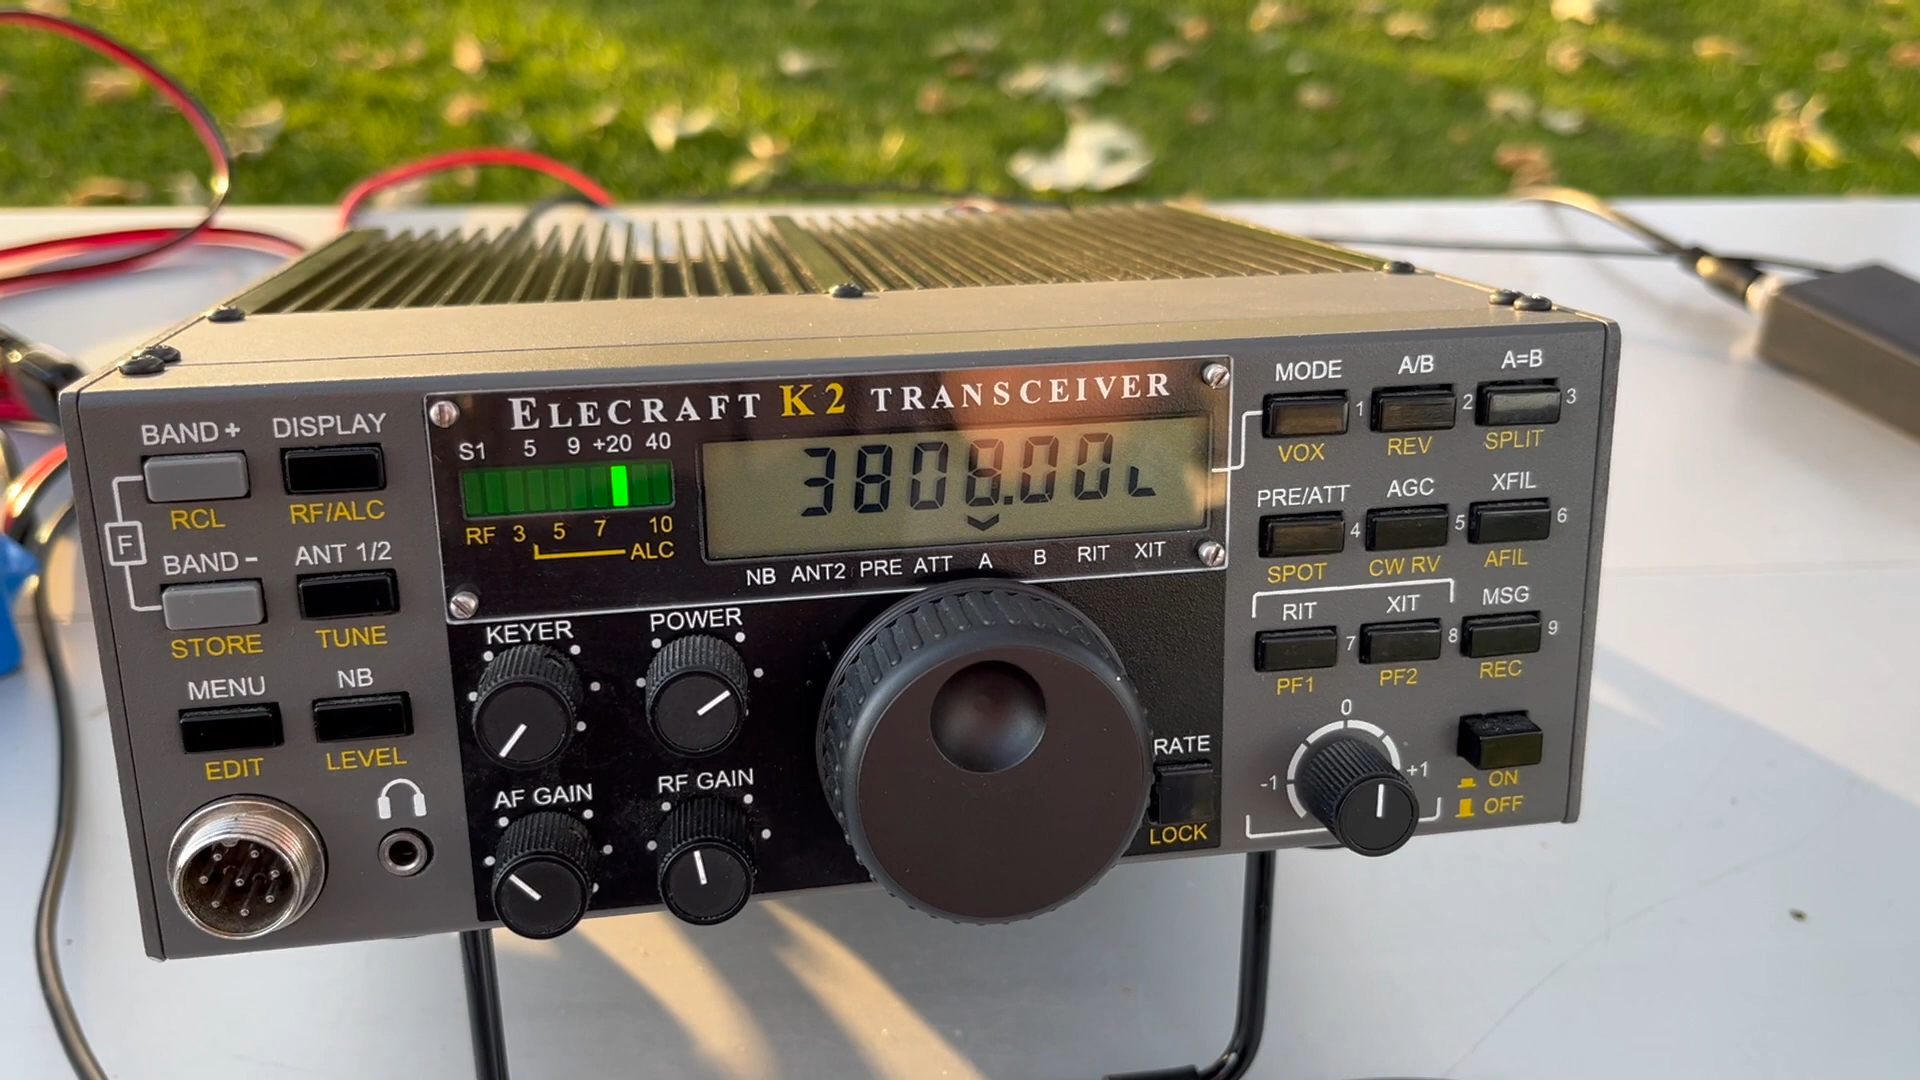 ELECRAFT K2 TRANSCEIVER
BAND + DISPLAY
RCL RF/ALC
F
BAND - ANT 1/2
STORE TUNE
MENU NB
EDIT LEVEL
S1 5 9 +20 40
RF 3 5 7 10
ALC
3808.00L
NB ANT2 PRE ATT A B RIT XIT
KEYER POWER
AF GAIN RF GAIN
RATE
LOCK
MODE A/B A=B
1 2 3
VOX REV SPLIT
PRE/ATT AGC XFIL
4 5 6
SPOT CW RV AFIL
RIT XIT MSG
7 8 9
PF1 PF2 REC
0
-1 +1
ON
OFF